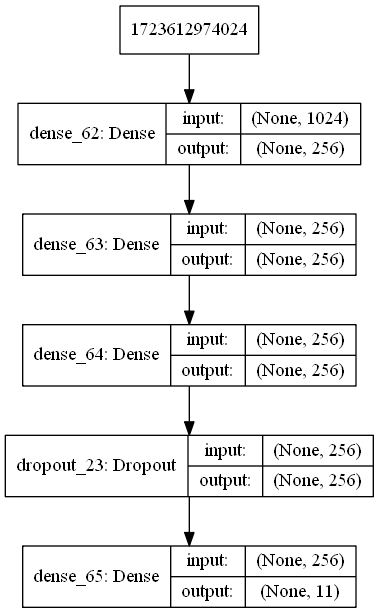 1723612974024
dense_62: Dense
input: (None, 1024)
output: (None, 256)
dense_63: Dense
input: (None, 256)
output: (None, 256)
dense_64: Dense
input: (None, 256)
output: (None, 256)
dropout_23: Dropout
input: (None, 256)
output: (None, 256)
dense_65: Dense
input: (None, 256)
output: (None, 11)